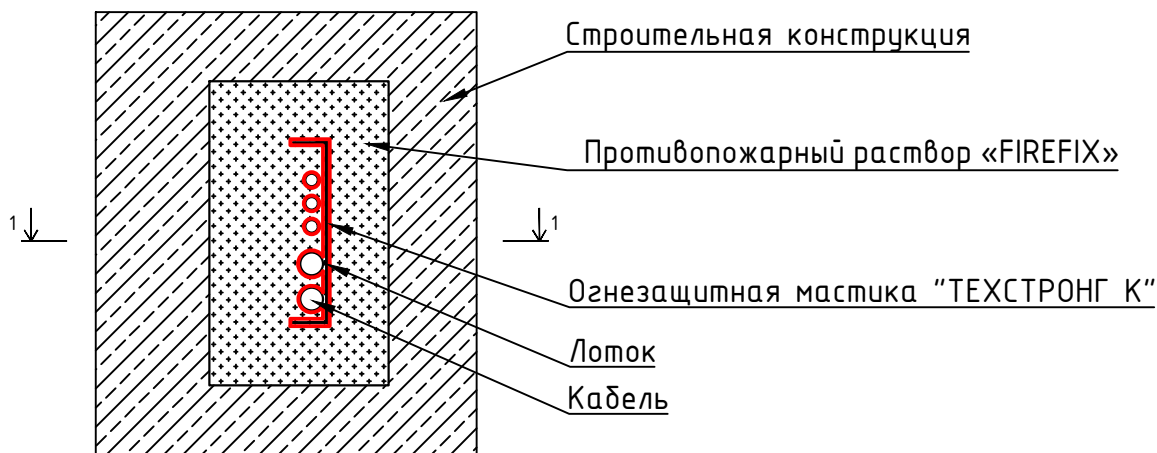 Строительная конструкция
Противопожарный раствор «FIREFIX»
1 1
Огнезащитная мастика "ТЕХСТРОНГ К"
Лоток
Кабель